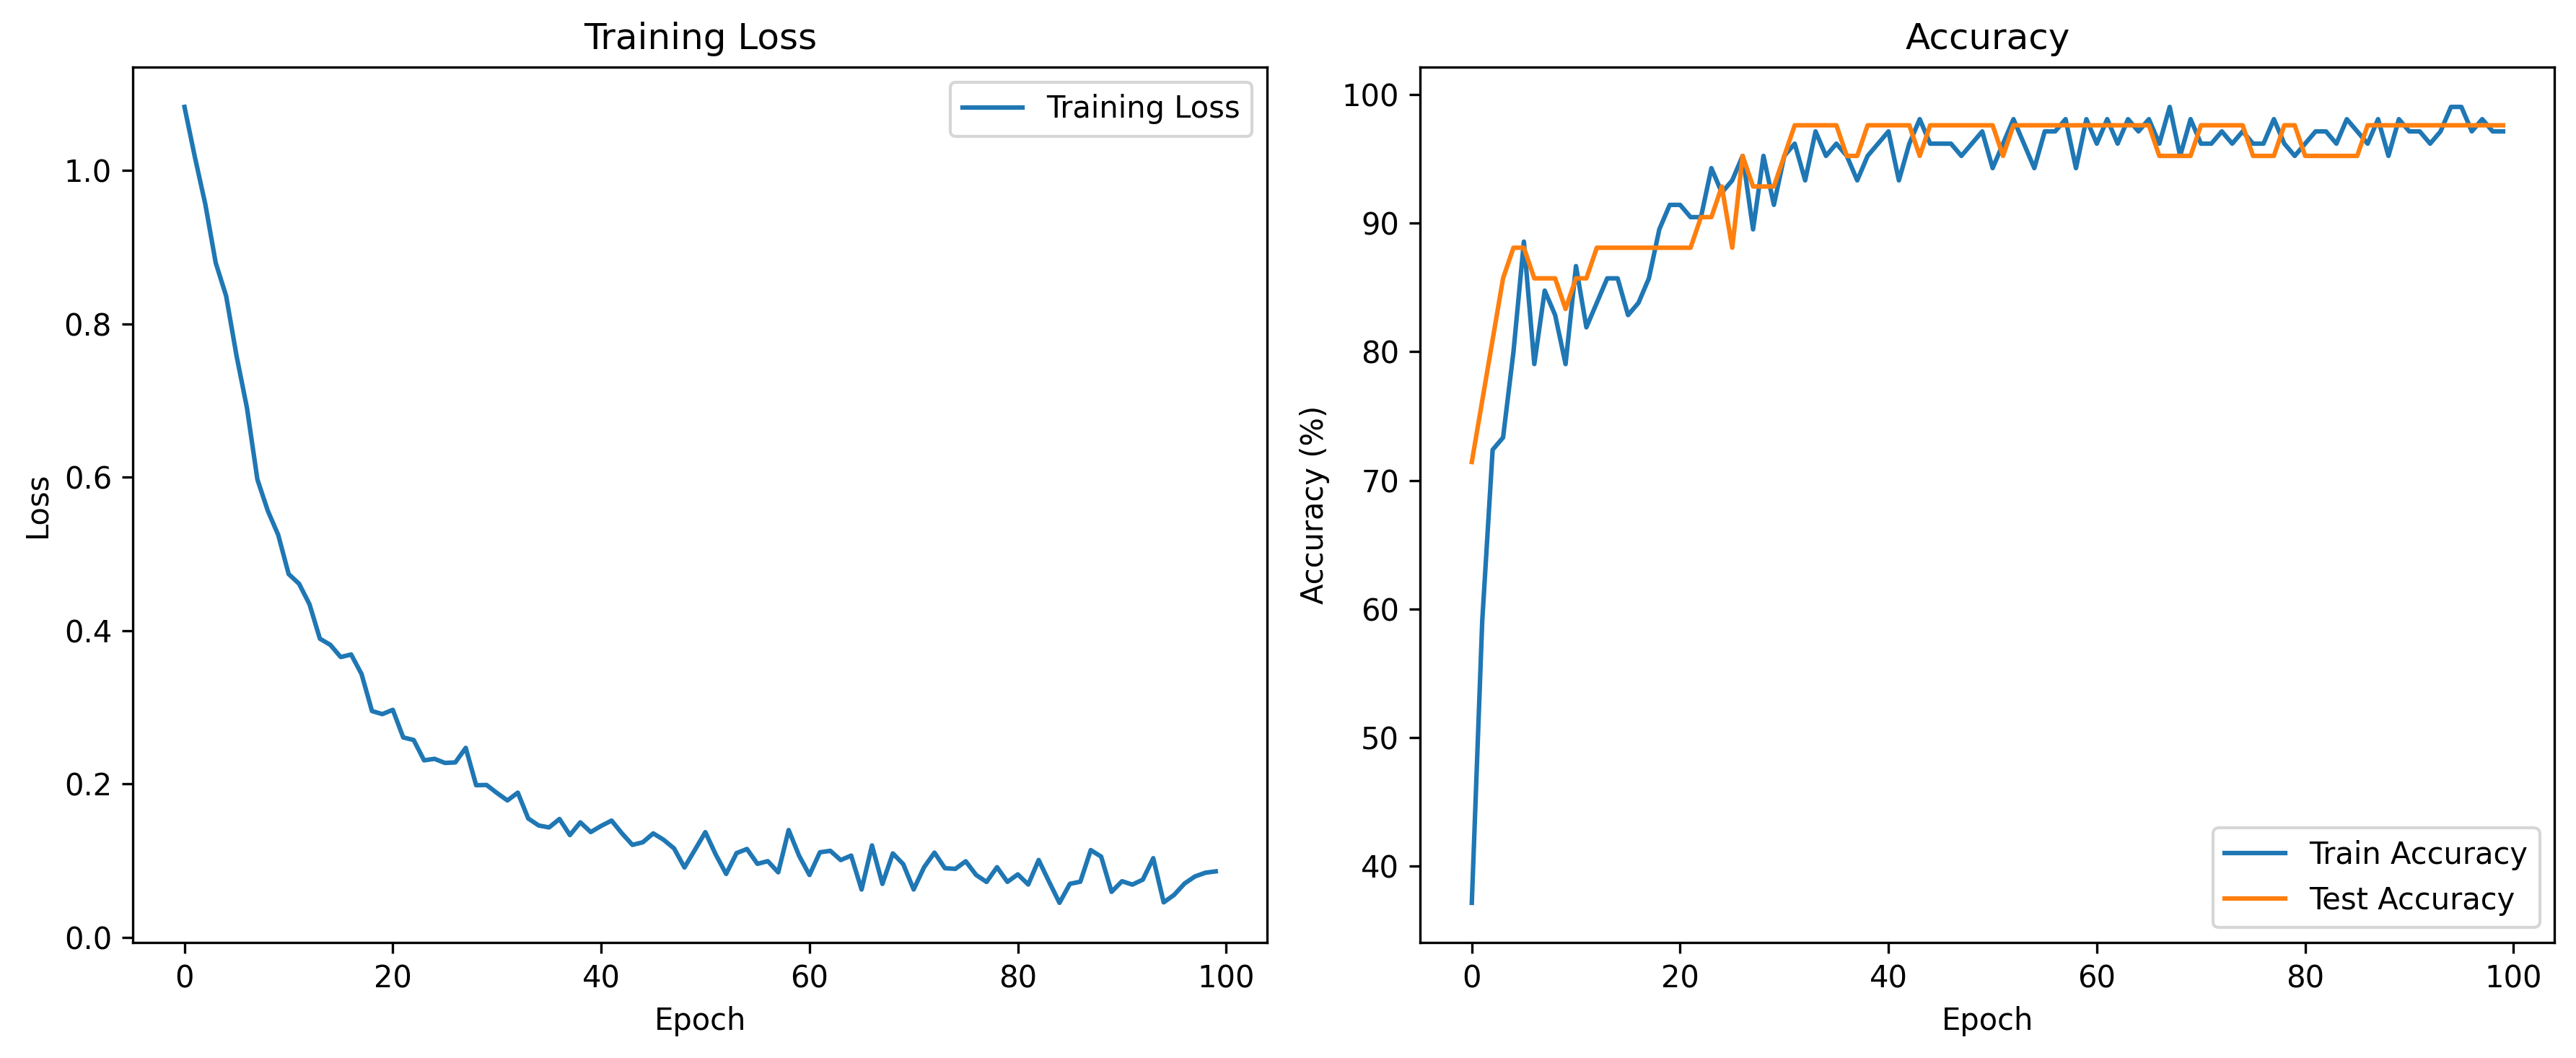 Training Loss
Training Loss
1.0
0.8
0.6
0.4
0.2
0.0
Loss
0 20 40 60 80 100
Epoch
Accuracy
100
90
80
70
60
50
40
Accuracy (%)
Train Accuracy
Test Accuracy
0 20 40 60 80 100
Epoch